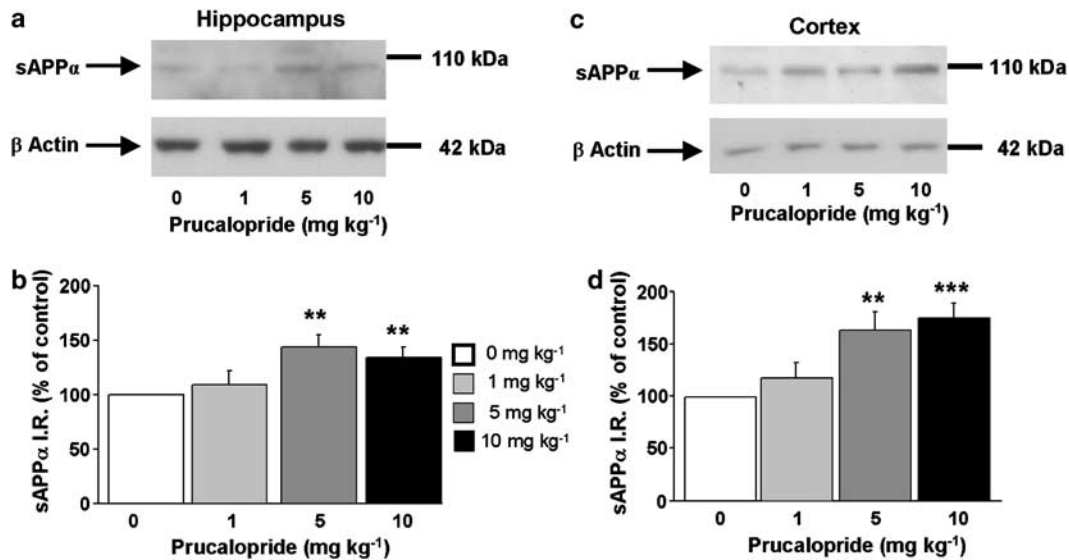 a
Hippocampus
sAPPα
110 kDa
β Actin
42 kDa
0 1 5 10
Prucalopride (mg kg⁻¹)
c
Cortex
sAPPα
110 kDa
β Actin
42 kDa
0 1 5 10
Prucalopride (mg kg⁻¹)
b
sAPPα I.R. (% of control)
200
150
100
50
0
**
**
0 1 5 10
Prucalopride (mg kg⁻¹)
0 mg kg⁻¹
1 mg kg⁻¹
5 mg kg⁻¹
10 mg kg⁻¹
d
sAPPα I.R. (% of control)
200
150
100
50
0
**
***
0 1 5 10
Prucalopride (mg kg⁻¹)